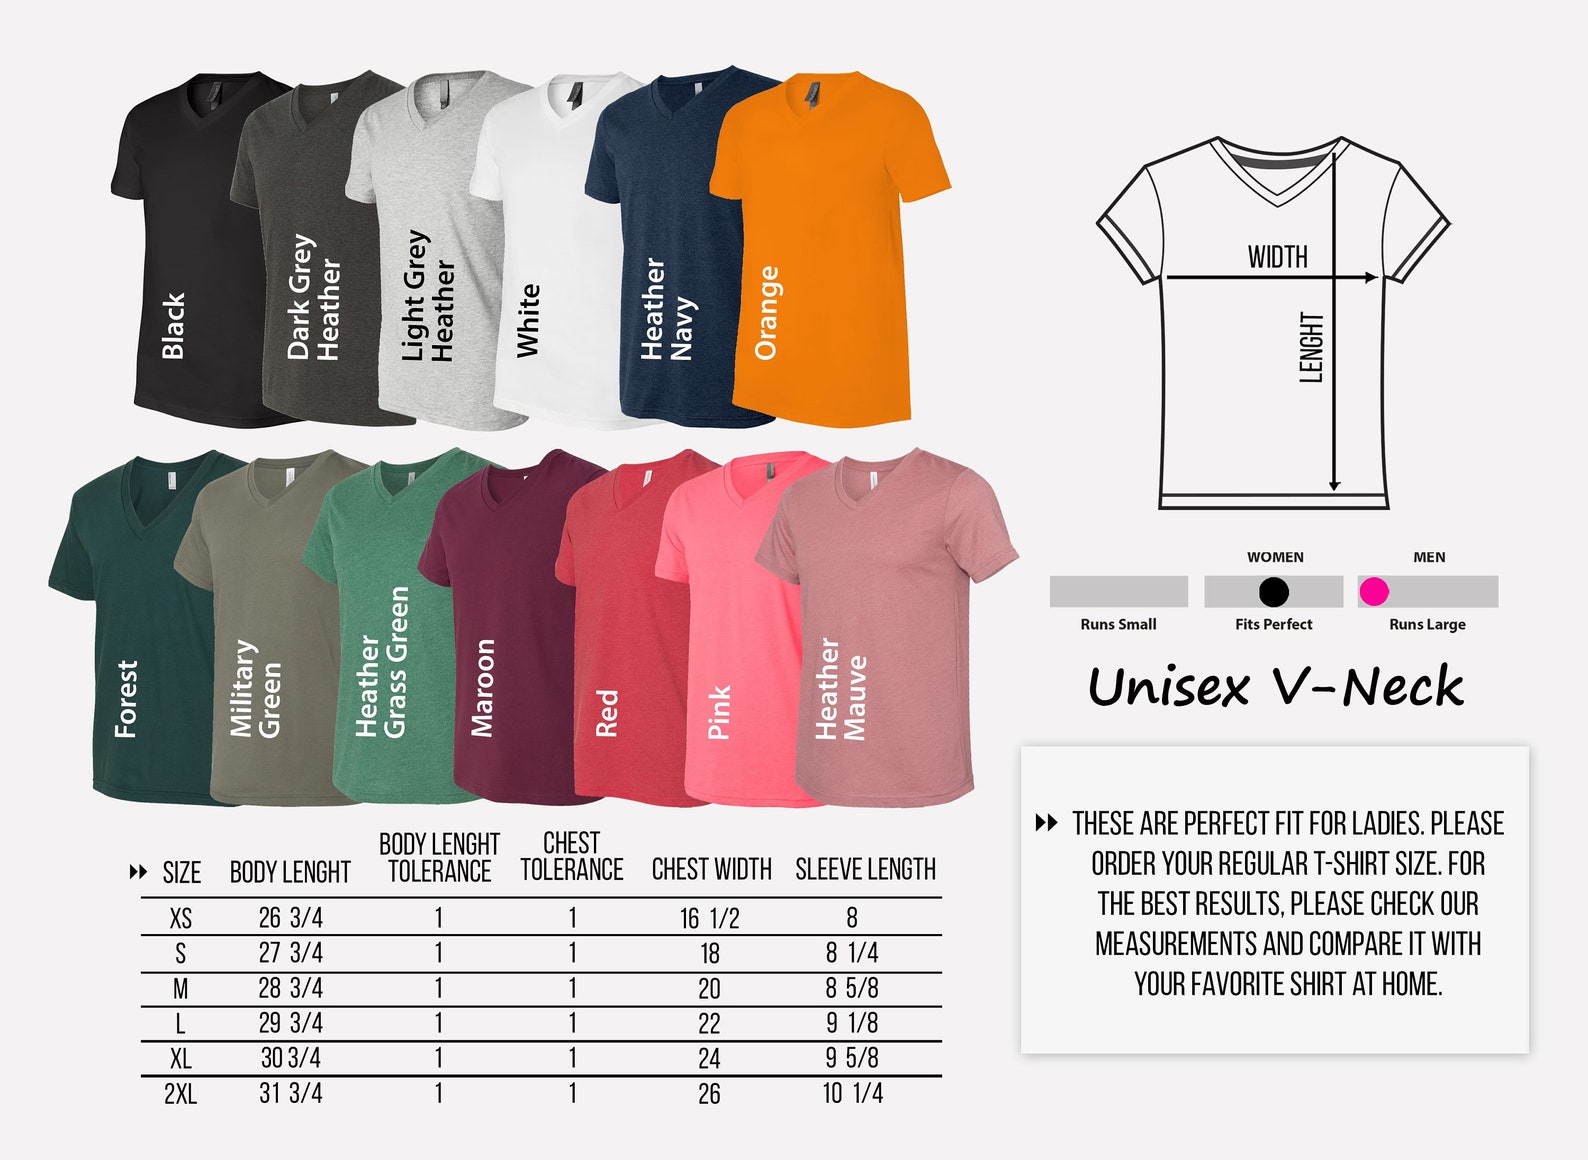 Black
Dark Grey
Heather
Light Grey
Heather
White
Heather
Navy
Orange
Forest
Military
Green
Heather
Grass Green
Maroon
Red
Pink
Heather
Mauve
WIDTH
LENGHT
WOMEN
MEN
Runs Small
Fits Perfect
Runs Large
Unisex V-Neck
THESE ARE PERFECT FIT FOR LADIES. PLEASE
ORDER YOUR REGULAR T-SHIRT SIZE. FOR
THE BEST RESULTS, PLEASE CHECK OUR
MEASUREMENTS AND COMPARE IT WITH
YOUR FAVORITE SHIRT AT HOME.
SIZE BODY LENGHT BODY LENGHT TOLERANCE CHEST TOLERANCE CHEST WIDTH SLEEVE LENGTH
XS 26 3/4 1 1 16 1/2 8
S 27 3/4 1 1 18 8 1/4
M 28 3/4 1 1 20 8 5/8
L 29 3/4 1 1 22 9 1/8
XL 30 3/4 1 1 24 9 5/8
2XL 31 3/4 1 1 26 10 1/4